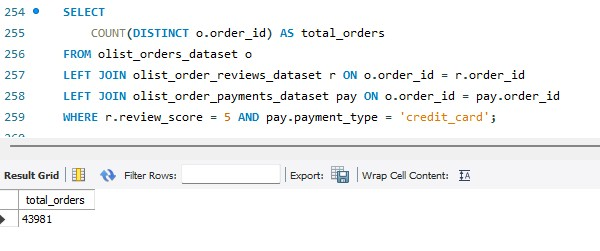 254 SELECT
255 COUNT(DISTINCT o.order_id) AS total_orders
256 FROM olist_orders_dataset o
257 LEFT JOIN olist_order_reviews_dataset r ON o.order_id = r.order_id
258 LEFT JOIN olist_order_payments_dataset pay ON o.order_id = pay.order_id
259 WHERE r.review_score = 5 AND pay.payment_type = 'credit_card';
Result Grid Filter Rows: Export: Wrap Cell Content:
total_orders
43981